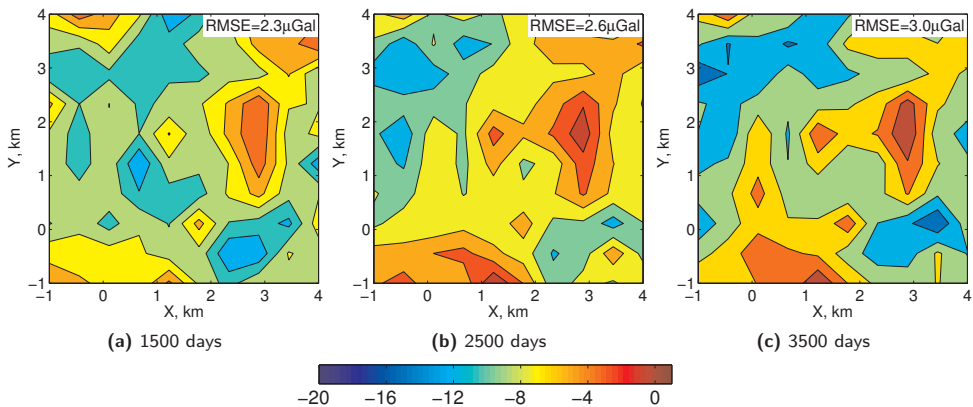 RMSE=2.3µGal
Y, km
4
3
2
1
0
−1
−1 0 1 2 3 4
X, km
(a) 1500 days
RMSE=2.6µGal
Y, km
4
3
2
1
0
−1
−1 0 1 2 3 4
X, km
(b) 2500 days
RMSE=3.0µGal
Y, km
4
3
2
1
0
−1
−1 0 1 2 3 4
X, km
(c) 3500 days
−20 −16 −12 −8 −4 0